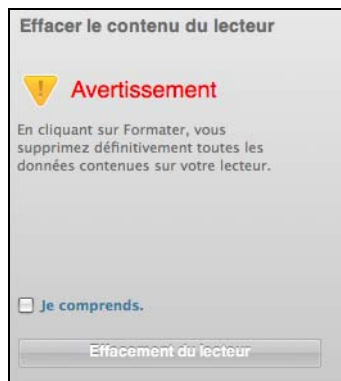 Effacer le contenu du lecteur
Avertissement
En cliquant sur Formater, vous
supprimez définitivement toutes les
données contenues sur votre lecteur.
Je comprends.
Effacement du lecteur